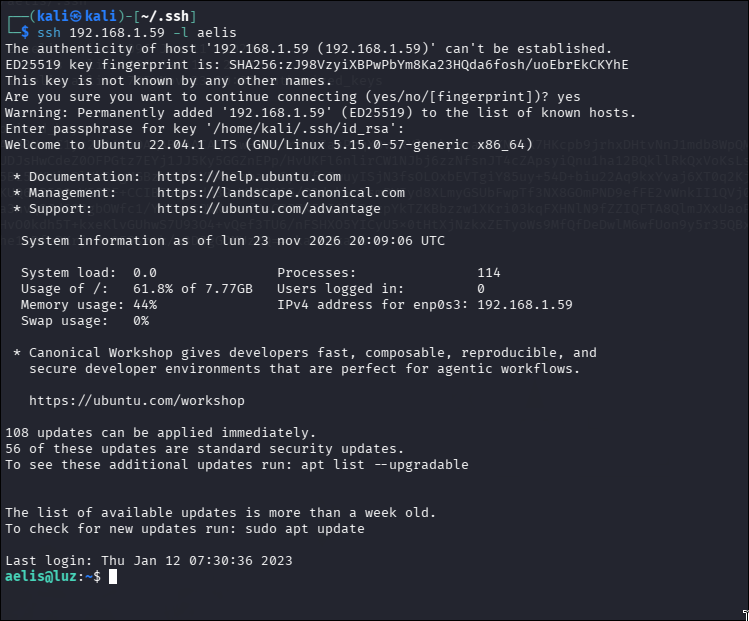 ┌──(kali㉿kali)-[~/.ssh]
└─$ ssh 192.168.1.59 -l aelis
The authenticity of host '192.168.1.59 (192.168.1.59)' can't be established.
ED25519 key fingerprint is: SHA256:zJ98VzyiXBPwPbYm8Ka23HQda6fosh/uoEbrEkCKYhE
This key is not known by any other names.
Are you sure you want to continue connecting (yes/no/[fingerprint])? yes
Warning: Permanently added '192.168.1.59' (ED25519) to the list of known hosts.
Enter passphrase for key '/home/kali/.ssh/id_rsa':
Welcome to Ubuntu 22.04.1 LTS (GNU/Linux 5.15.0-57-generic x86_64)

 * Documentation:  https://help.ubuntu.com
 * Management:     https://landscape.canonical.com
 * Support:        https://ubuntu.com/advantage

  System information as of lun 23 nov 2026 20:09:06 UTC

  System load:  0.0               Processes:               114
  Usage of /:   61.8% of 7.77GB   Users logged in:         0
  Memory usage: 44%               IPv4 address for enp0s3: 192.168.1.59
  Swap usage:   0%

 * Canonical Workshop gives developers fast, composable, reproducible, and
   secure developer environments that are perfect for agentic workflows.

   https://ubuntu.com/workshop

108 updates can be applied immediately.
56 of these updates are standard security updates.
To see these additional updates run: apt list --upgradable


The list of available updates is more than a week old.
To check for new updates run: sudo apt update

Last login: Thu Jan 12 07:30:36 2023
aelis@luz:~$